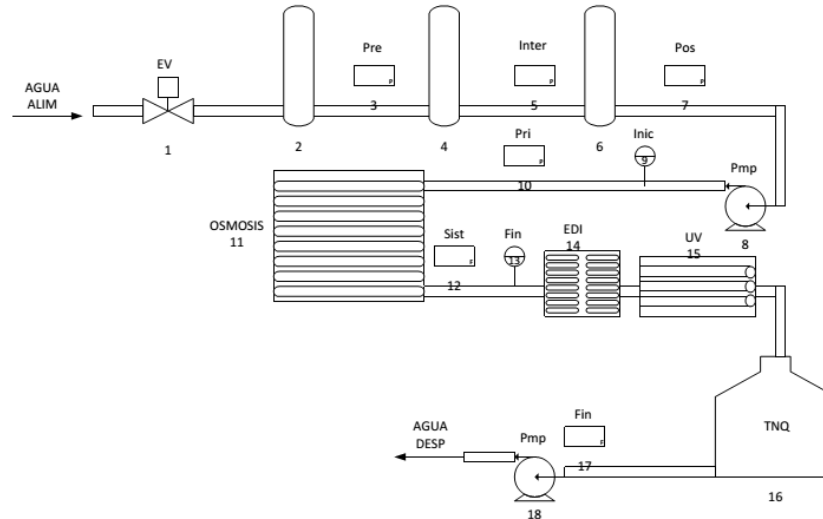 EV
AGUA
ALIM
1
2
Pre
P
3
4
Inter
P
5
6
Pos
P
7
Pri
P
10
Inic
9
Pmp
8
OSMOSIS
11
Sist
F
12
Fin
13
EDI
14
UV
15
TNQ
16
Fin
F
17
Pmp
18
AGUA
DESP